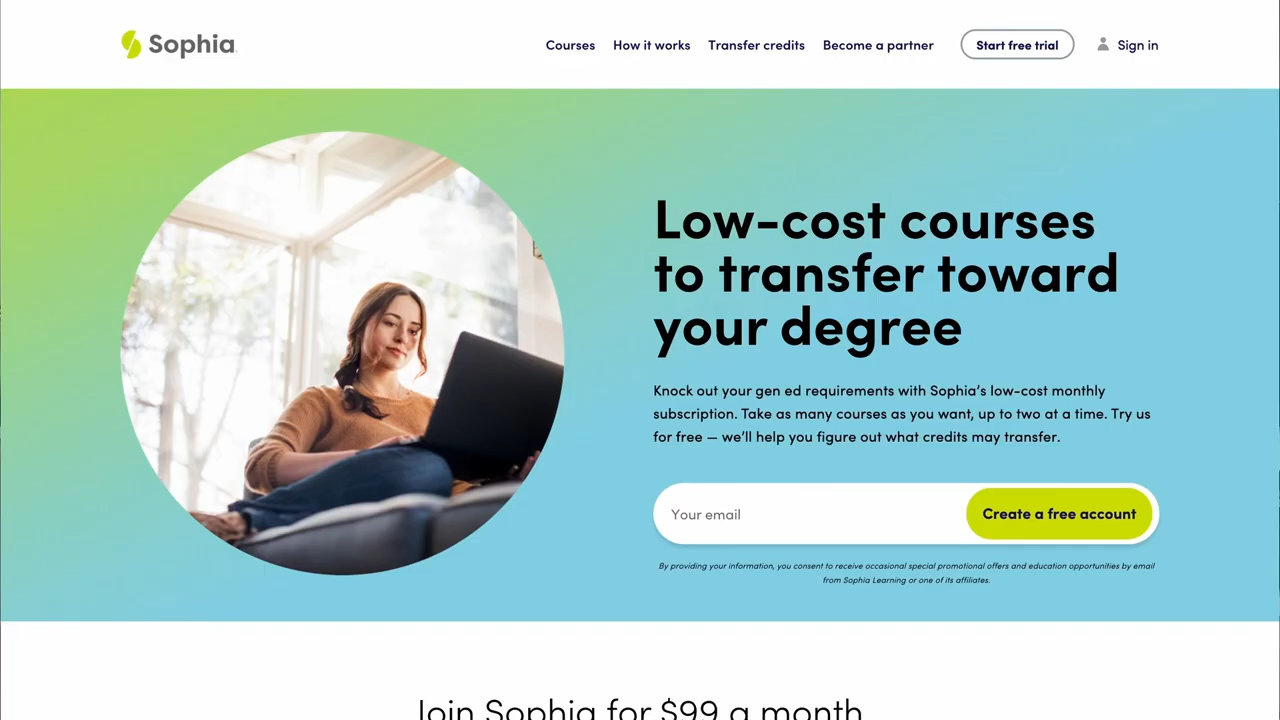 Sophia
Courses
How it works
Transfer credits
Become a partner
Start free trial
Sign in
Low-cost courses
to transfer toward
your degree
Knock out your gen ed requirements with Sophia’s low-cost monthly
subscription. Take as many courses as you want, up to two at a time. Try us
for free — we’ll help you figure out what credits may transfer.
Your email
Create a free account
By providing your information, you consent to receive occasional special promotional offers and education opportunities by email
from Sophia Learning or one of its affiliates.
Join Sophia for $99 a month